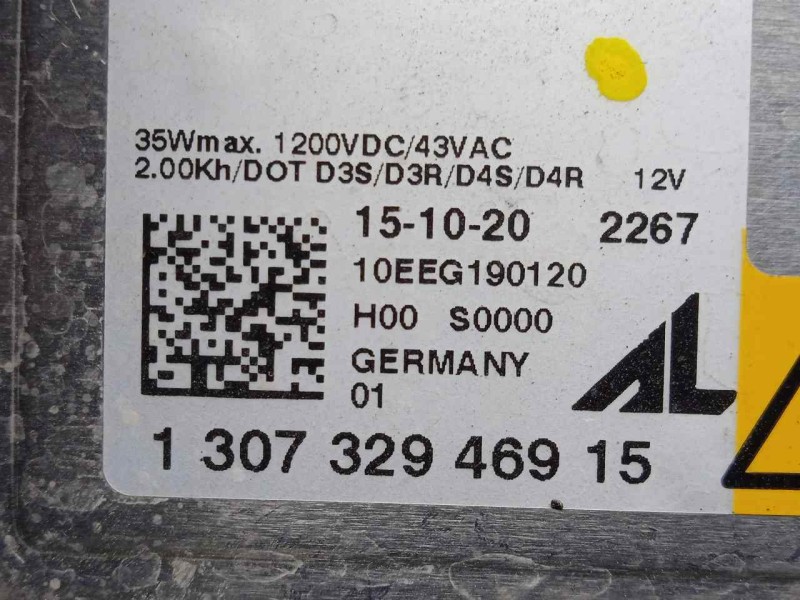 35Wmax. 1200VDC/43VAC
2.00Kh/DOT D3S/D3R/D4S/D4R 12V
15-10-20 2267
10EEG190120
H00 S0000
GERMANY
01
AL
1 307 329 469 15